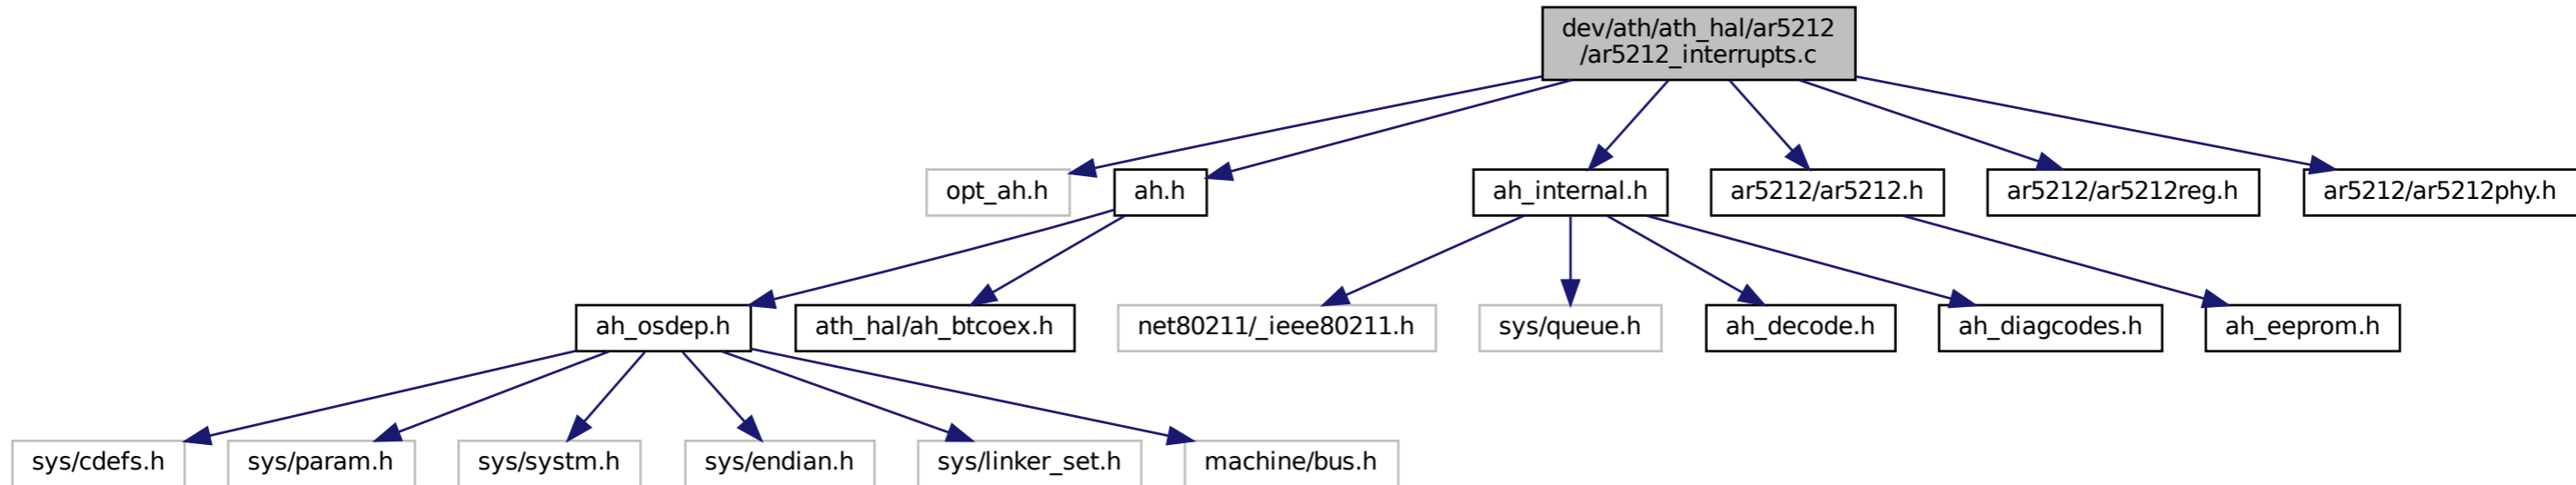 dev/ath/ath_hal/ar5212
/ar5212_interrupts.c
opt_ah.h
ah.h
ah_internal.h
ar5212/ar5212.h
ar5212/ar5212reg.h
ar5212/ar5212phy.h
ah_osdep.h
ath_hal/ah_btcoex.h
net80211/_ieee80211.h
sys/queue.h
ah_decode.h
ah_diagcodes.h
ah_eeprom.h
sys/cdefs.h
sys/param.h
sys/systm.h
sys/endian.h
sys/linker_set.h
machine/bus.h